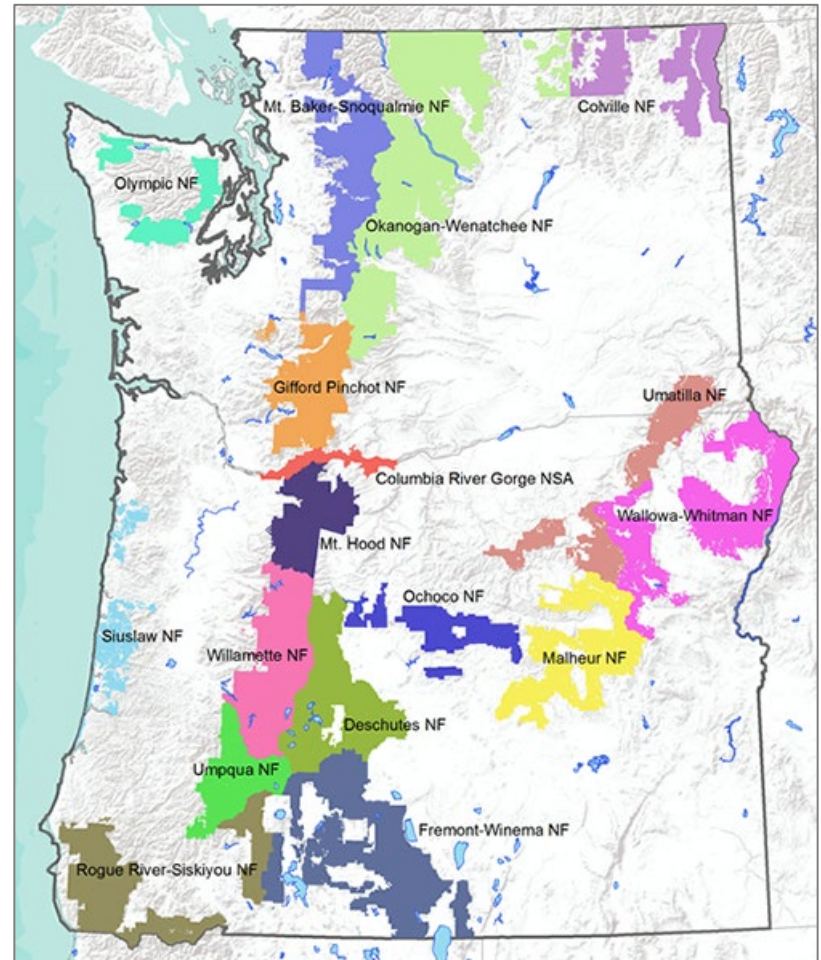 Mt. Baker-Snoqualmie NF
Colville NF
Olympic NF
Okanogan-Wenatchee NF
Gifford Pinchot NF
Umatilla NF
Columbia River Gorge NSA
Wallowa-Whitman NF
Mt. Hood NF
Ochoco NF
Siuslaw NF
Willamette NF
Malheur NF
Deschutes NF
Umpqua NF
Fremont-Winema NF
Rogue River-Siskiyou NF